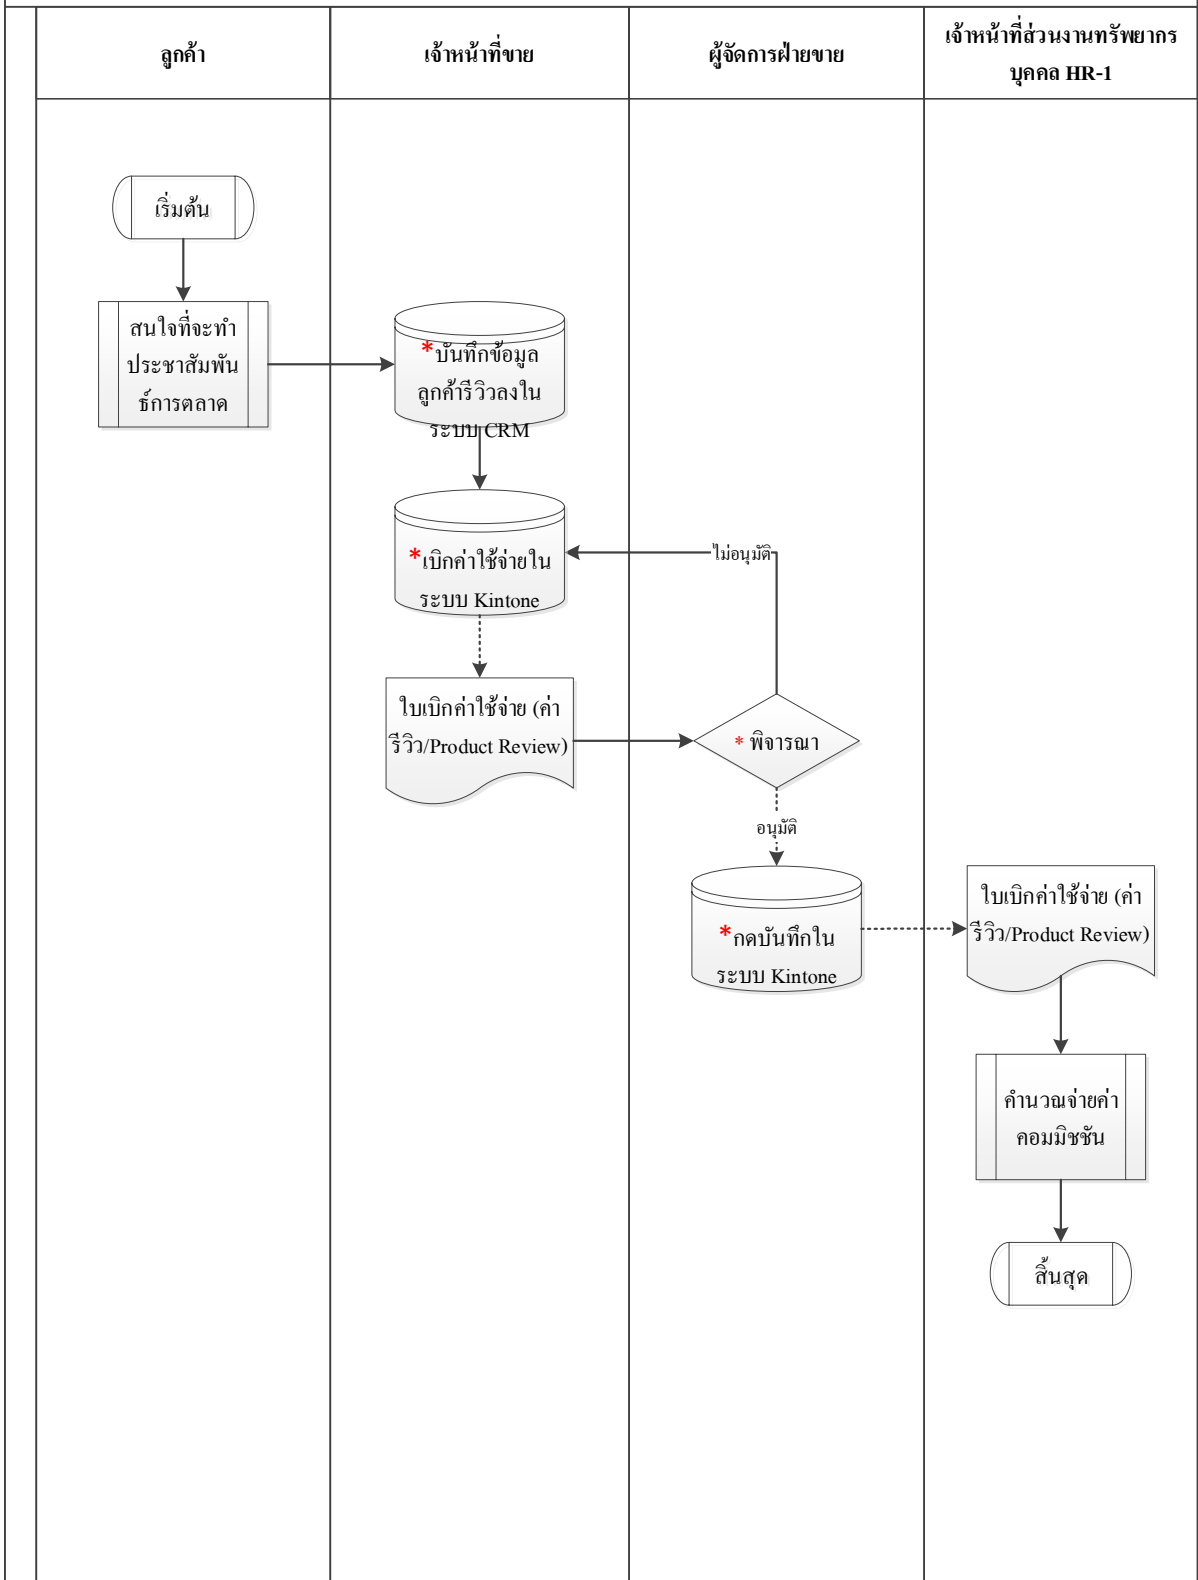 ลูกค้า
เจ้าหน้าที่ขาย
ผู้จัดการฝ่ายขาย
เจ้าหน้าที่ส่วนงานทรัพยากร
บุคคล HR-1
เริ่มต้น
สนใจที่จะทำ
ประชาสัมพัน
ธ์การตลาด
*บันทึกข้อมูล
ลูกค้ารีวิวลงใน
ระบบ CRM
*เบิกค่าใช้จ่ายใน
ระบบ Kintone
ไม่อนุมัติ
ใบเบิกค่าใช้จ่าย (ค่า
รีวิว/Product Review)
* พิจารณา
อนุมัติ
*กดบันทึกใน
ระบบ Kintone
ใบเบิกค่าใช้จ่าย (ค่า
รีวิว/Product Review)
คำนวณจ่ายค่า
คอมมิชชัน
สิ้นสุด